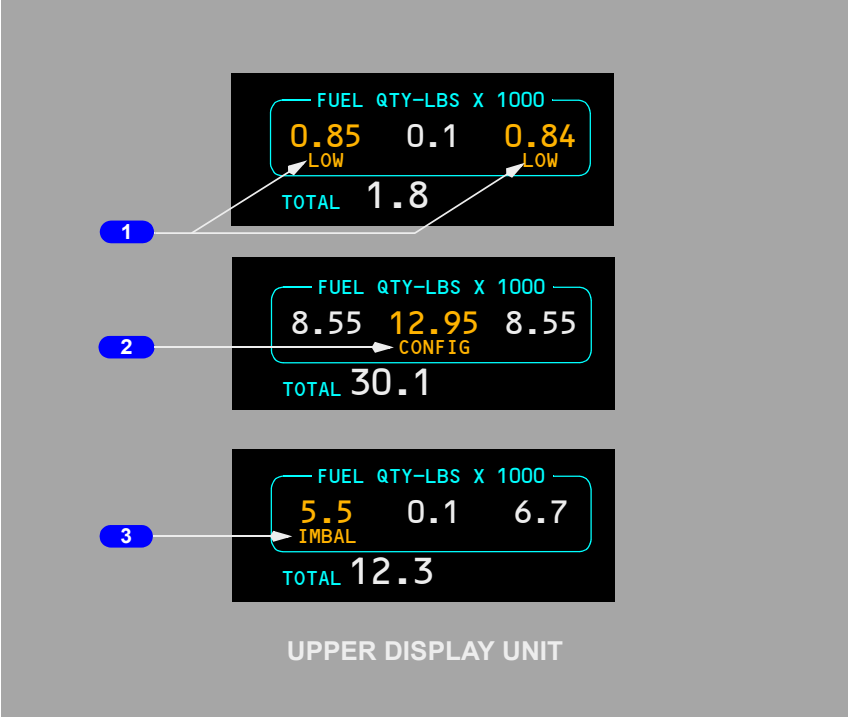 FUEL QTY-LBS X 1000
0.85 0.1 0.84
LOW LOW
TOTAL 1.8
1
FUEL QTY-LBS X 1000
8.55 12.95 8.55
2 CONFIG
TOTAL 30.1
FUEL QTY-LBS X 1000
5.5 0.1 6.7
3 IMBAL
TOTAL 12.3
UPPER DISPLAY UNIT